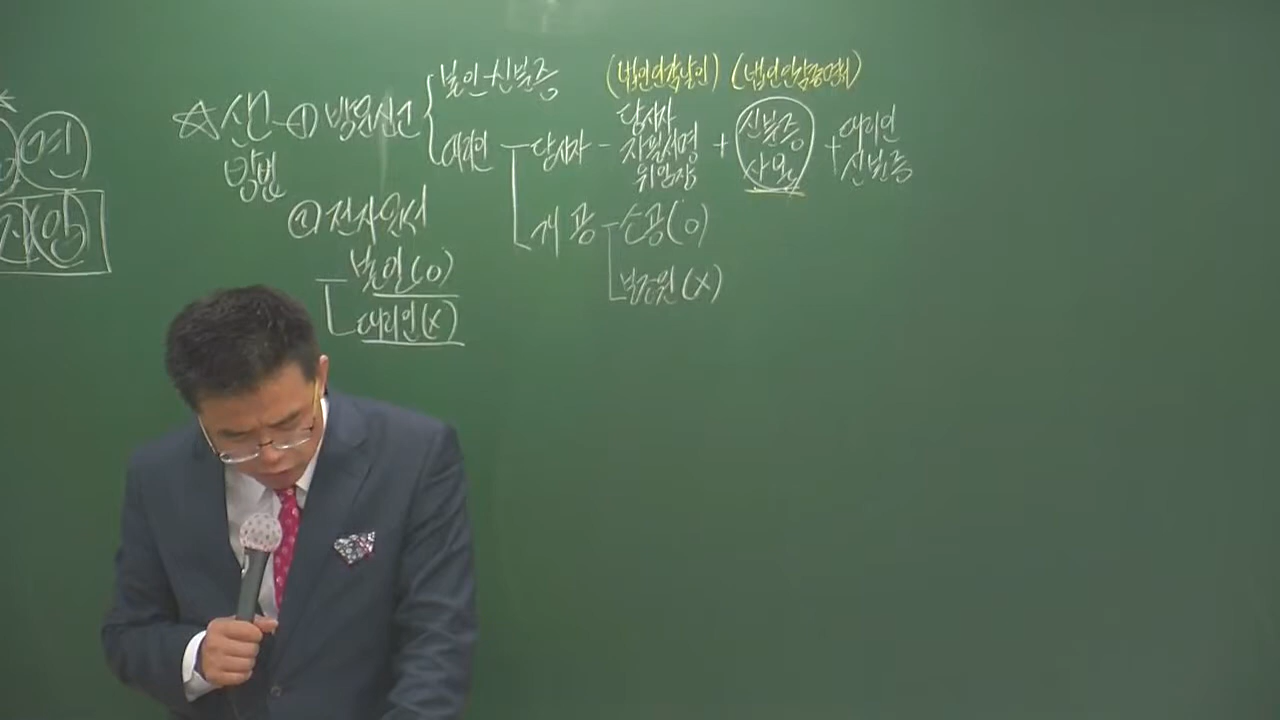 (법인인감날인) (법인인감증명서)
본인-신분증
☆신고 ① 방문신고
방법
대리인 - 당사자 - 당사자 자필서명 위임장 + 신분증 사본 + 대리인 신분증
② 전자문서
본인(o)
대리인(x)
개공 - 소공(o)
보조원(x)